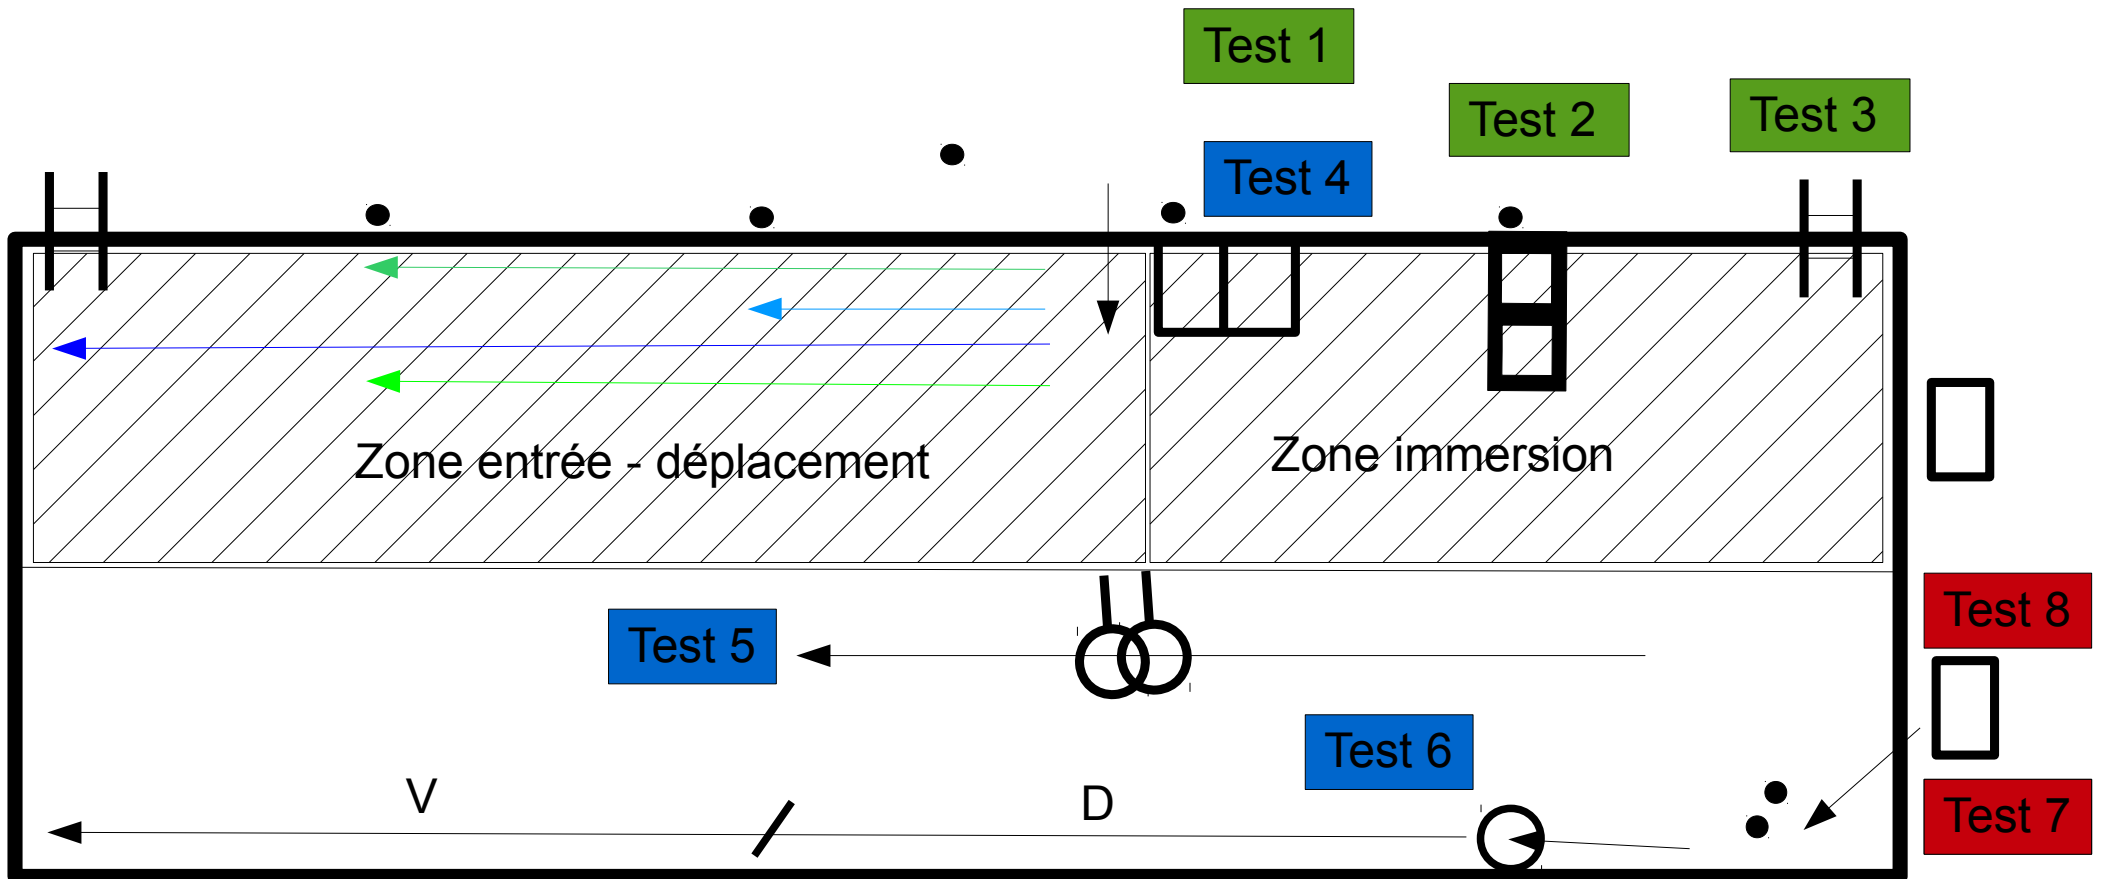 Test 1
Test 2
Test 3
Test 4
Zone entrée - déplacement
Zone immersion
Test 5
Test 8
Test 6
V
D
Test 7